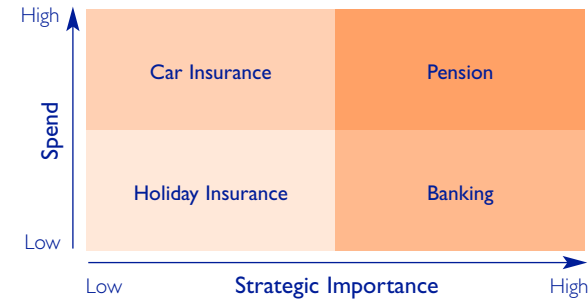 High
Car Insurance Pension
Spend
Holiday Insurance Banking
Low
Low Strategic Importance High